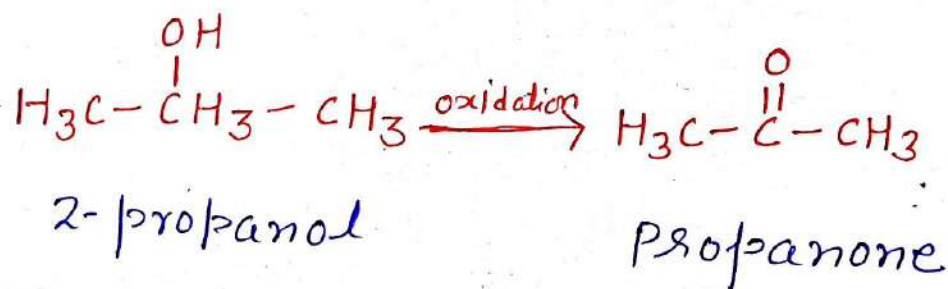 OH
H3C - CH3 - CH3 oxidation
O
H3C - C - CH3
2-propanol
Propanone